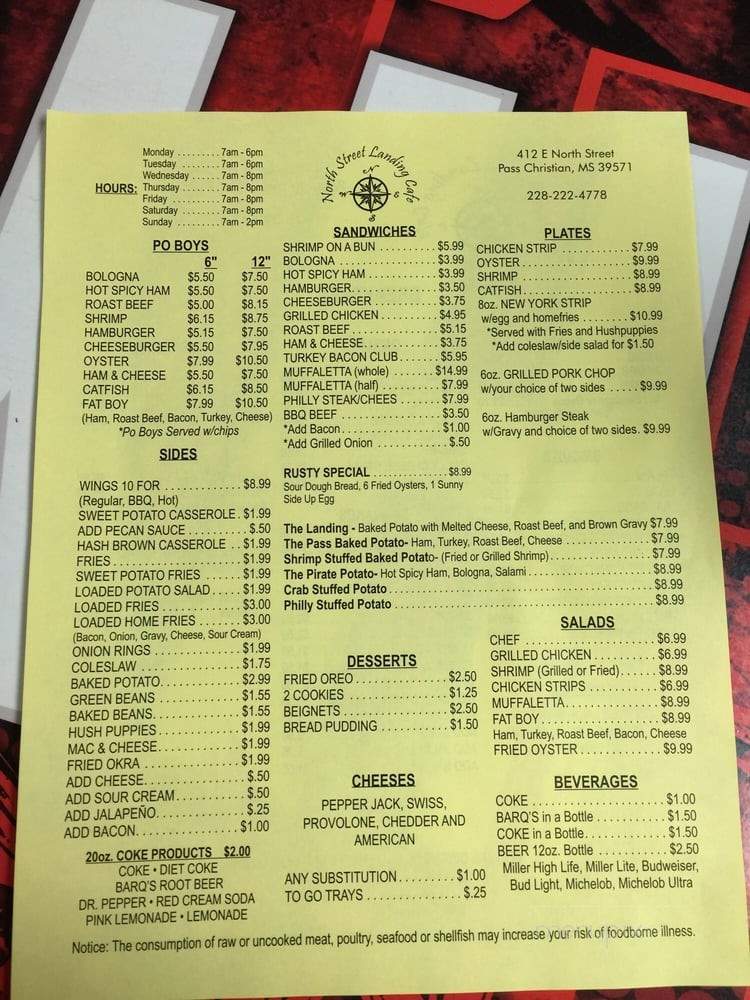 Monday ......... 7am - 6pm
Tuesday ........ 7am - 6pm
Wednesday ...... 7am - 8pm
HOURS: Thursday ........ 7am - 8pm
Friday .......... 7am - 8pm
Saturday ........ 7am - 8pm
Sunday ......... 7am - 2pm
North Street Landing Cafe
N
W E
S
412 E North Street
Pass Christian, MS 39571
228-222-4778
PO BOYS
6" 12"
BOLOGNA $5.50 $7.50
HOT SPICY HAM $5.50 $7.50
ROAST BEEF $5.00 $8.15
SHRIMP $6.15 $8.75
HAMBURGER $5.15 $7.50
CHEESEBURGER $5.50 $7.95
OYSTER $7.99 $10.50
HAM & CHEESE $5.50 $7.50
CATFISH $6.15 $8.50
FAT BOY $7.99 $10.50
(Ham, Roast Beef, Bacon, Turkey, Cheese)
*Po Boys Served w/chips
SIDES
WINGS 10 FOR ............ $8.99
(Regular, BBQ, Hot)
SWEET POTATO CASSEROLE. $1.99
ADD PECAN SAUCE ......... $.50
HASH BROWN CASSEROLE .. $1.99
FRIES .................... $1.99
SWEET POTATO FRIES ...... $1.99
LOADED POTATO SALAD ..... $1.99
LOADED FRIES ............. $3.00
LOADED HOME FRIES ....... $3.00
(Bacon, Onion, Gravy, Cheese, Sour Cream)
ONION RINGS .............. $1.99
COLESLAW ................ $1.75
BAKED POTATO ............. $2.99
GREEN BEANS ............. $1.55
BAKED BEANS .............. $1.55
HUSH PUPPIES ............. $1.99
MAC & CHEESE ............. $1.99
FRIED OKRA ............... $1.99
ADD CHEESE ............... $.50
ADD SOUR CREAM .......... $.50
ADD JALAPEÑO ............. $.25
ADD BACON ............... $1.00
20oz. COKE PRODUCTS $2.00
COKE • DIET COKE
BARQ'S ROOT BEER
DR. PEPPER • RED CREAM SODA
PINK LEMONADE • LEMONADE
SANDWICHES
SHRIMP ON A BUN ......... $5.99
BOLOGNA ................ $3.99
HOT SPICY HAM ........... $3.99
HAMBURGER .............. $3.50
CHEESEBURGER ........... $3.75
GRILLED CHICKEN ......... $4.95
ROAST BEEF .............. $5.15
HAM & CHEESE ............ $3.75
TURKEY BACON CLUB ....... $5.95
MUFFALETTA (whole) ....... $14.99
MUFFALETTA (half) ......... $7.99
PHILLY STEAK/CHEES ....... $7.99
BBQ BEEF ................ $3.50
*Add Bacon ................ $1.00
*Add Grilled Onion ........... $.50
RUSTY SPECIAL ............ $8.99
Sour Dough Bread, 6 Fried Oysters, 1 Sunny
Side Up Egg
PLATES
CHICKEN STRIP ............ $7.99
OYSTER ................... $9.99
SHRIMP ................... $8.99
CATFISH ................... $8.99
8oz. NEW YORK STRIP
w/egg and homefries ......... $10.99
*Served with Fries and Hushpuppies
*Add coleslaw/side salad for $1.50
6oz. GRILLED PORK CHOP
w/your choice of two sides ..... $9.99
6oz. Hamburger Steak
w/Gravy and choice of two sides. $9.99
The Landing - Baked Potato with Melted Cheese, Roast Beef, and Brown Gravy $7.99
The Pass Baked Potato- Ham, Turkey, Roast Beef, Cheese ............. $7.99
Shrimp Stuffed Baked Potato- (Fried or Grilled Shrimp) ............... $7.99
The Pirate Potato- Hot Spicy Ham, Bologna, Salami .................. $8.99
Crab Stuffed Potato ....................................... $8.99
Philly Stuffed Potato ...................................... $8.99
DESSERTS
FRIED OREO .............. $2.50
2 COOKIES ................ $1.25
BEIGNETS ................. $2.50
BREAD PUDDING ........... $1.50
CHEESES
PEPPER JACK, SWISS,
PROVOLONE, CHEDDER AND
AMERICAN
ANY SUBSTITUTION ......... $1.00
TO GO TRAYS .............. $.25
SALADS
CHEF .................... $6.99
GRILLED CHICKEN .......... $6.99
SHRIMP (Grilled or Fried) ...... $8.99
CHICKEN STRIPS ........... $6.99
MUFFALETTA ............... $8.99
FAT BOY .................. $8.99
Ham, Turkey, Roast Beef, Bacon, Cheese
FRIED OYSTER ............. $9.99
BEVERAGES
COKE .................... $1.00
BARQ'S in a Bottle ........... $1.50
COKE in a Bottle ............. $1.50
BEER 12oz. Bottle ........... $2.50
Miller High Life, Miller Lite, Budweiser,
Bud Light, Michelob, Michelob Ultra
Notice: The consumption of raw or uncooked meat, poultry, seafood or shellfish may increase your risk of foodborne illness.